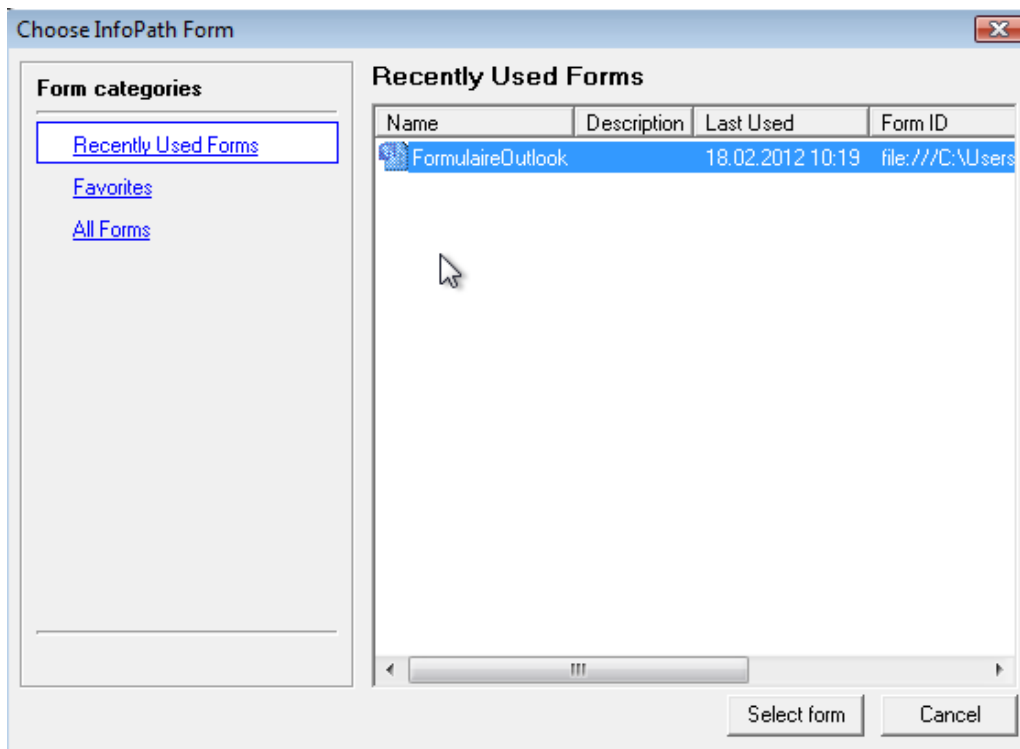 Choose InfoPath Form
Form categories
Recently Used Forms
Favorites
All Forms
Recently Used Forms
Name Description Last Used Form ID
FormulaireOutlook 18.02.2012 10:19 file:///C:\Users
Select form Cancel